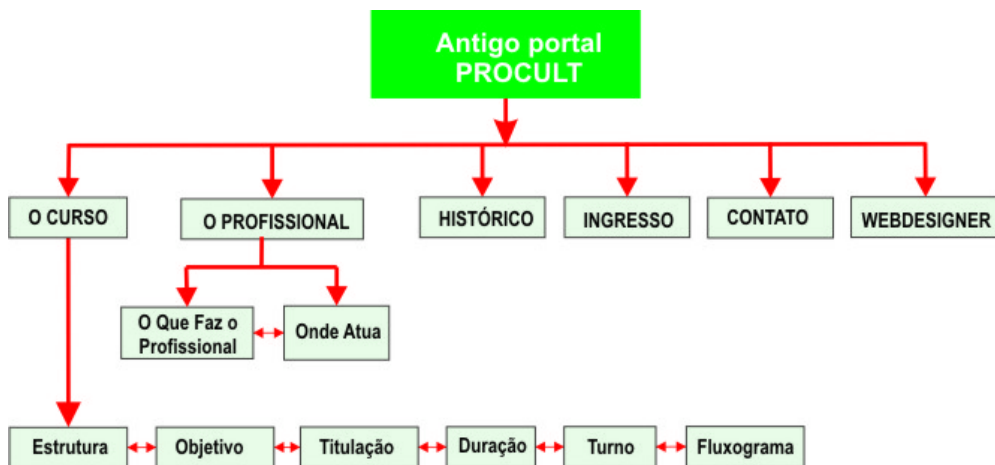 Antigo portal
PROCULT
O CURSO
O PROFISSIONAL
HISTÓRICO
INGRESSO
CONTATO
WEBDESIGNER
O Que Faz o
Profissional
Onde Atua
Estrutura
Objetivo
Titulação
Duração
Turno
Fluxograma